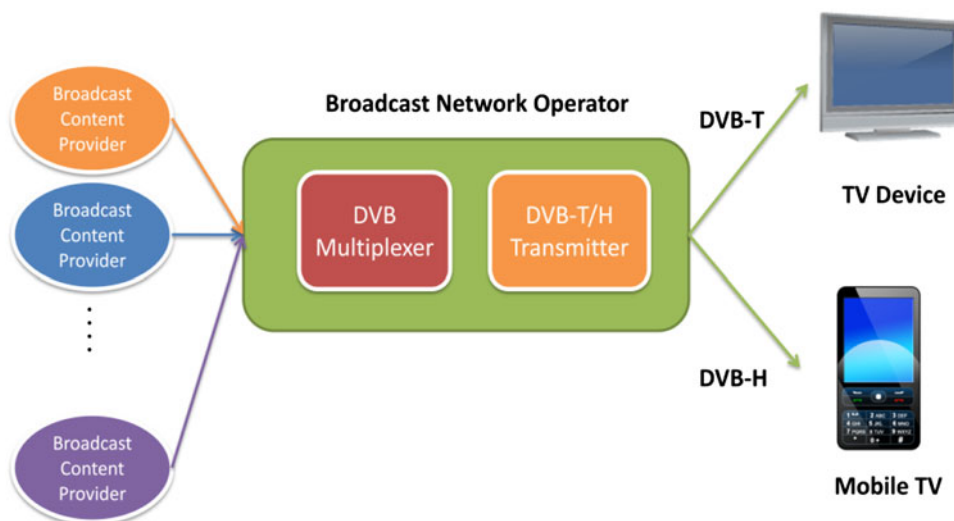 Broadcast
Content
Provider
Broadcast
Content
Provider
Broadcast
Content
Provider
Broadcast Network Operator
DVB
Multiplexer
DVB-T/H
Transmitter
DVB-T
DVB-H
TV Device
Mobile TV